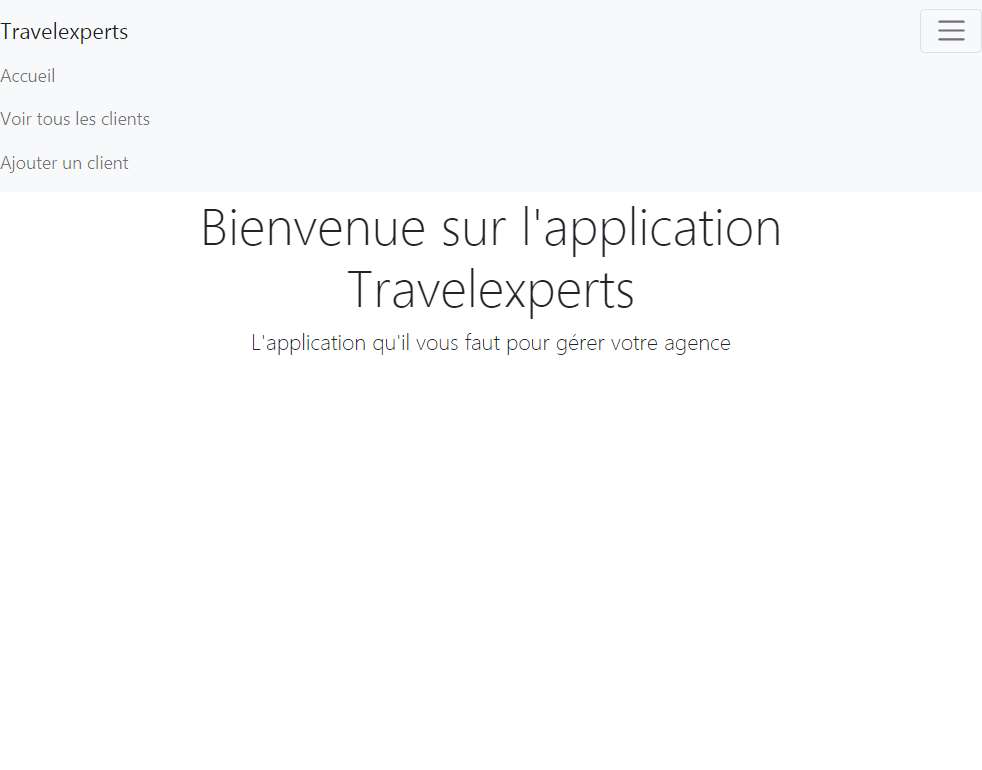 Travelexperts
Accueil
Voir tous les clients
Ajouter un client
Bienvenue sur l'application
Travelexperts
L'application qu'il vous faut pour gérer votre agence